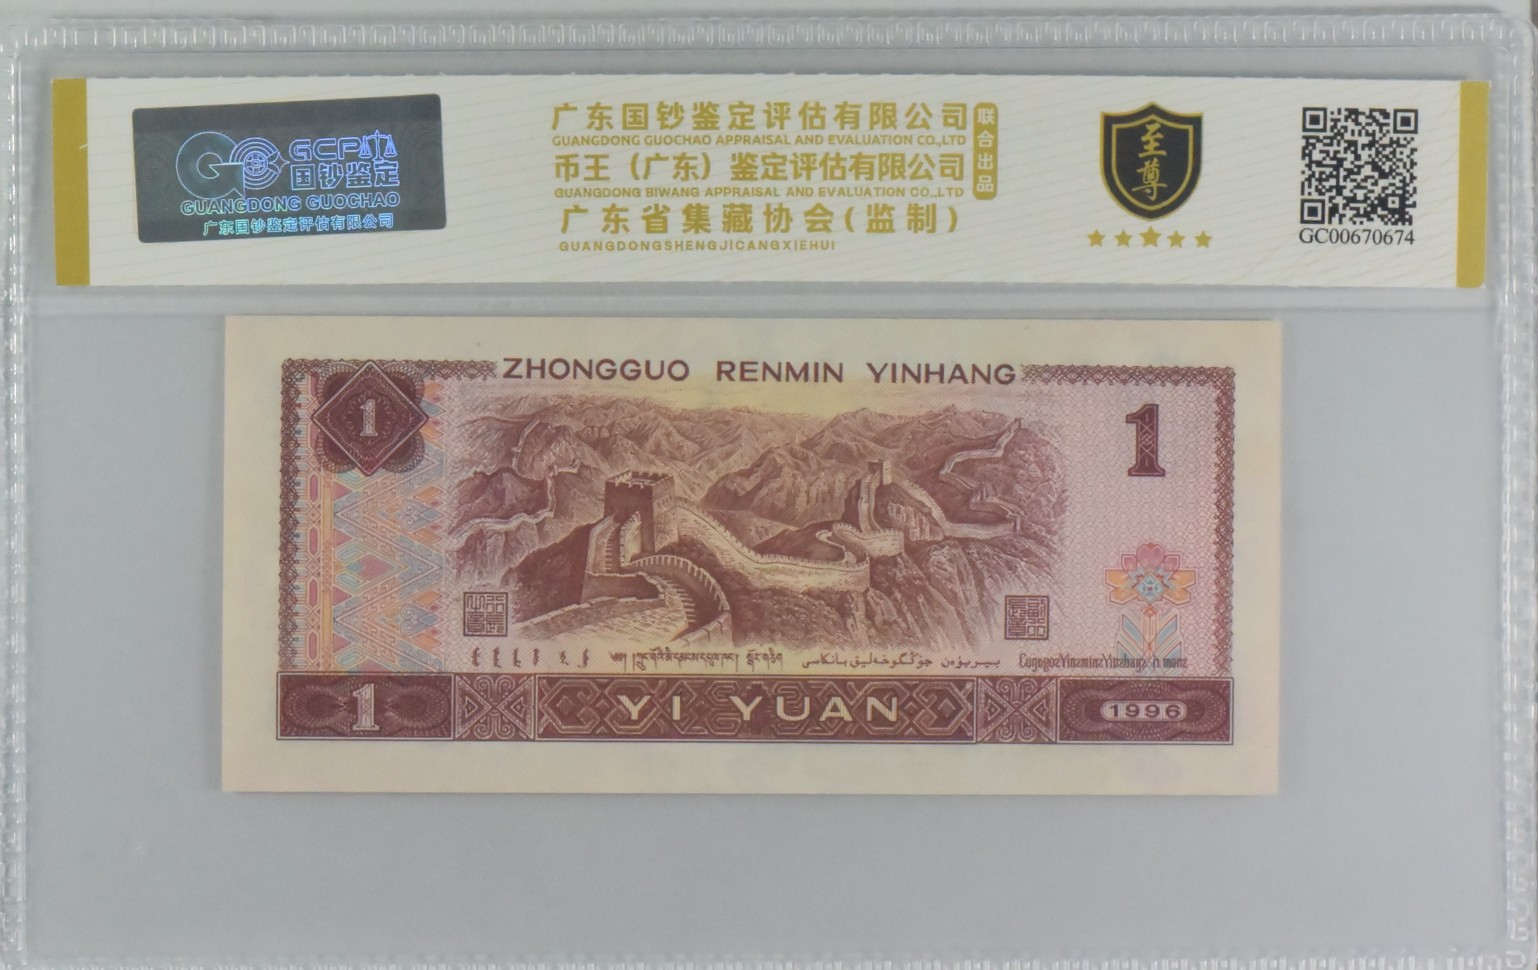 GCP
国钞鉴定
GUANGDONG GUOCHAO
广东国钞鉴定评估有限公司
广东国钞鉴定评估有限公司
GUANGDONG GUOCHAO APPRAISAL AND EVALUATION CO.,LTD
币王（广东）鉴定评估有限公司
GUANGDONG BIWANG APPRAISAL AND EVALUATION CO.,LTD
联合出品
广东省集藏协会(监制)
GUANGDONGSHENGJICANGXIEHUI
至尊
GC00670674
ZHONGGUO RENMIN YINHANG
1
1
1
YI YUAN
1996